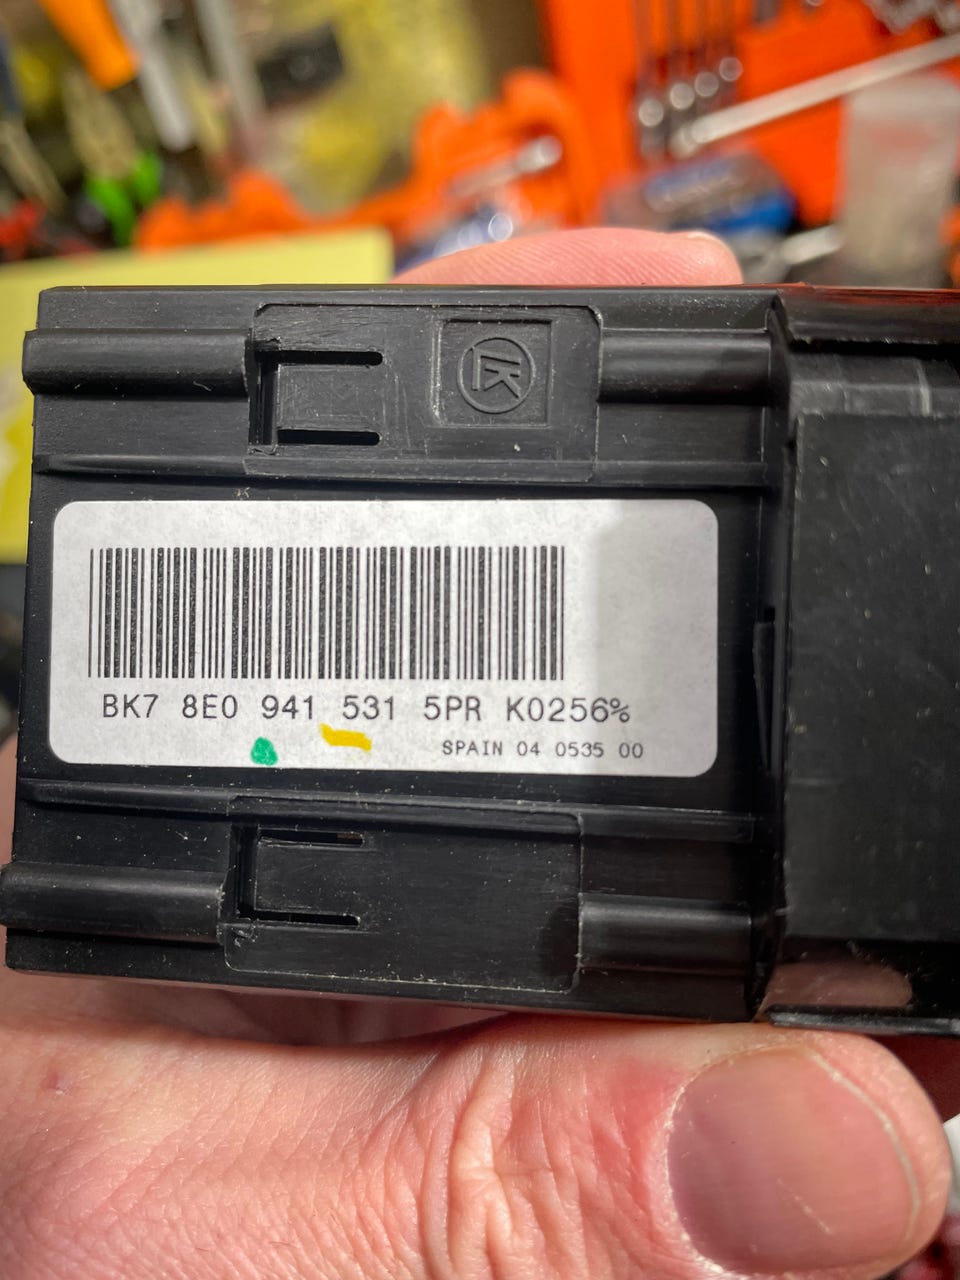 BK7 8E0 941 531 5PR K0256%
SPAIN 04 0535 00